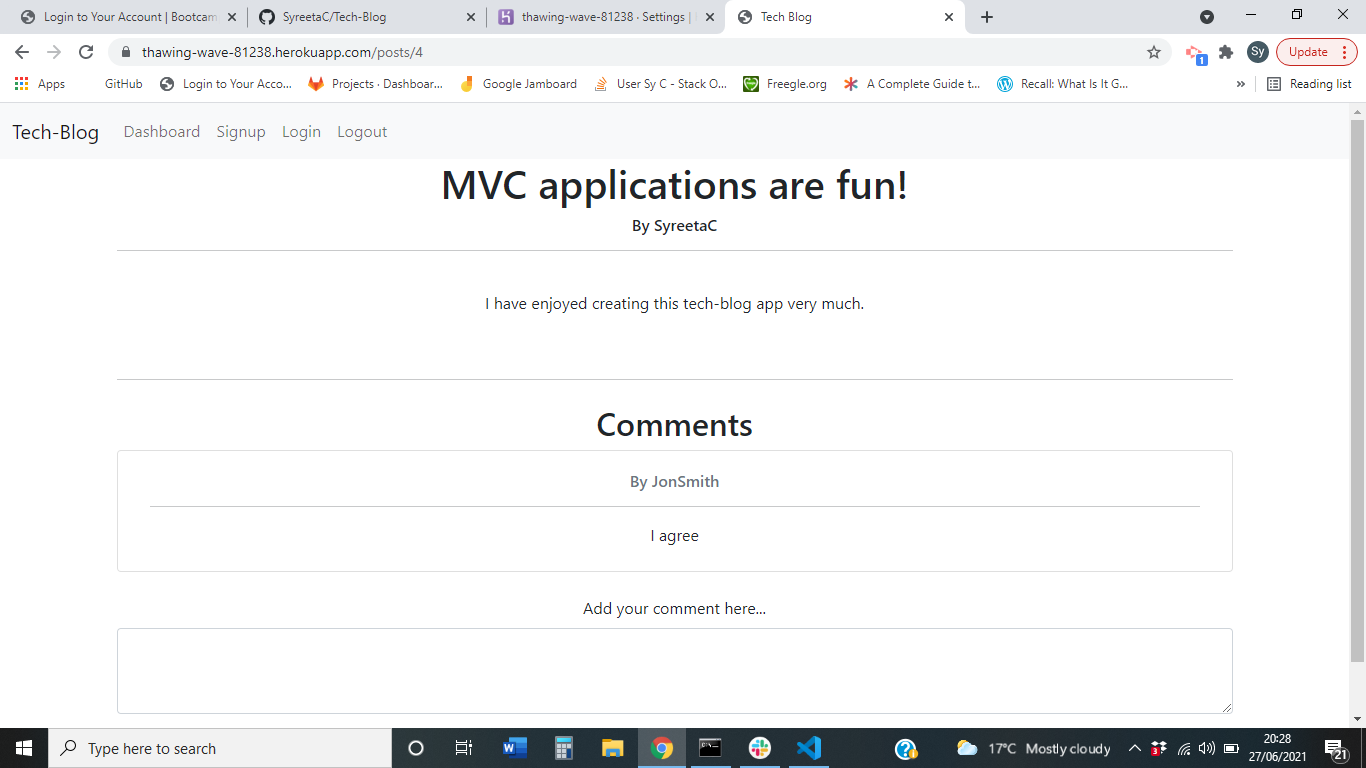 Login to Your Account | Bootcam
SyreetaC/Tech-Blog
thawing-wave-81238 · Settings |
Tech Blog
thawing-wave-81238.herokuapp.com/posts/4
1
Sy
Update
Apps
GitHub
Login to Your Acco...
Projects · Dashboar...
Google Jamboard
User Sy C - Stack O...
Freegle.org
A Complete Guide t...
Recall: What Is It G...
»
Reading list
Tech-Blog
Dashboard
Signup
Login
Logout
MVC applications are fun!
By SyreetaC
I have enjoyed creating this tech-blog app very much.
Comments
By JonSmith
I agree
Add your comment here...
Type here to search
17°C Mostly cloudy
3
20:28
27/06/2021
21